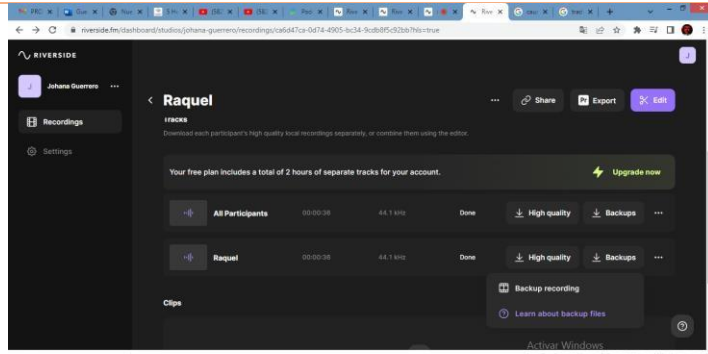 riverside.fm/dashboard/studios/johana-guerrero/recordings/ca6d47ca-0d74-4905-bc34-9cdb8f5c92bb?hls=true
RIVERSIDE
J
J Johana Guerrero
Raquel
Share
Pr Export
Edit
Recordings
Tracks
Download each participant's high quality local recordings separately, or combine them using the editor.
Settings
Your free plan includes a total of 2 hours of separate tracks for your account.
Upgrade now
All Participants 00:00:36 44.1 kHz Done High quality Backups
Raquel 00:00:36 44.1 kHz Done High quality Backups
Backup recording
Clips
Learn about backup files
Activar Windows